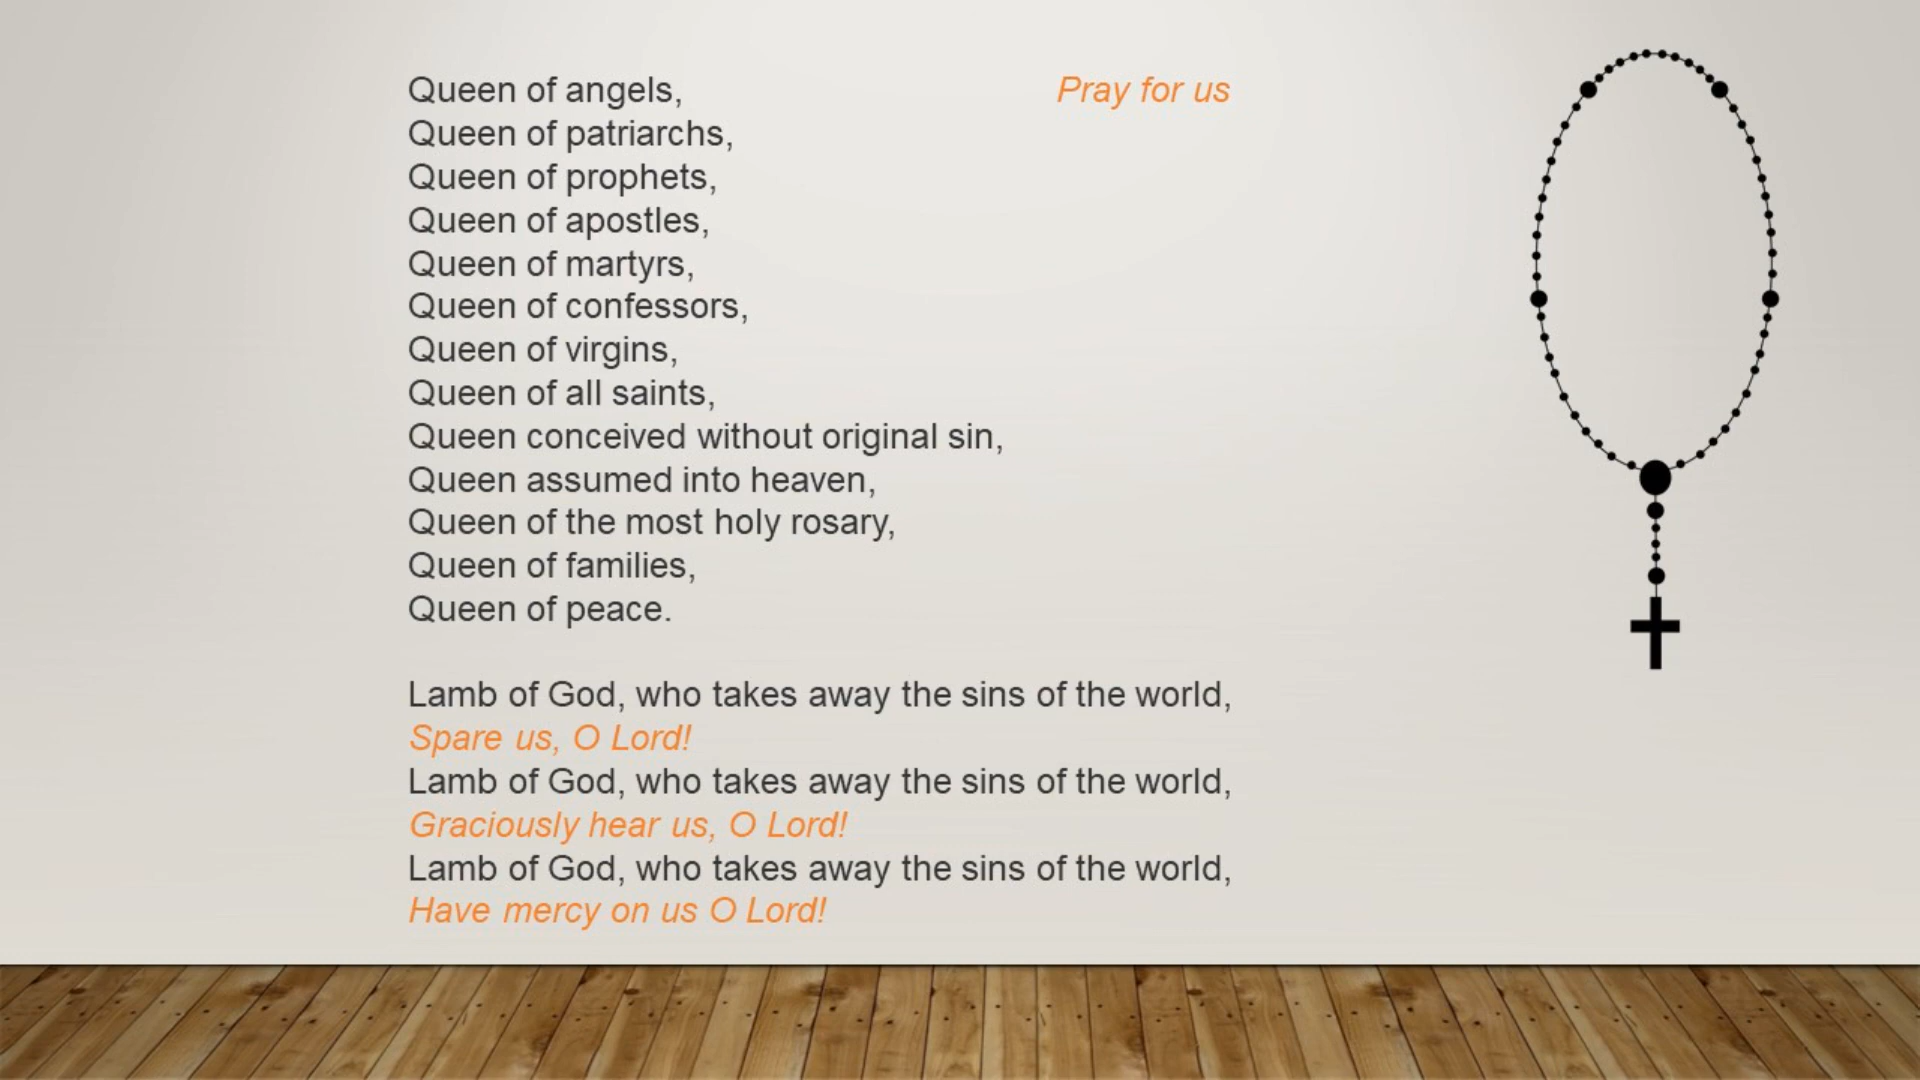 Queen of angels, Pray for us
Queen of patriarchs,
Queen of prophets,
Queen of apostles,
Queen of martyrs,
Queen of confessors,
Queen of virgins,
Queen of all saints,
Queen conceived without original sin,
Queen assumed into heaven,
Queen of the most holy rosary,
Queen of families,
Queen of peace.
Lamb of God, who takes away the sins of the world,
Spare us, O Lord!
Lamb of God, who takes away the sins of the world,
Graciously hear us, O Lord!
Lamb of God, who takes away the sins of the world,
Have mercy on us O Lord!